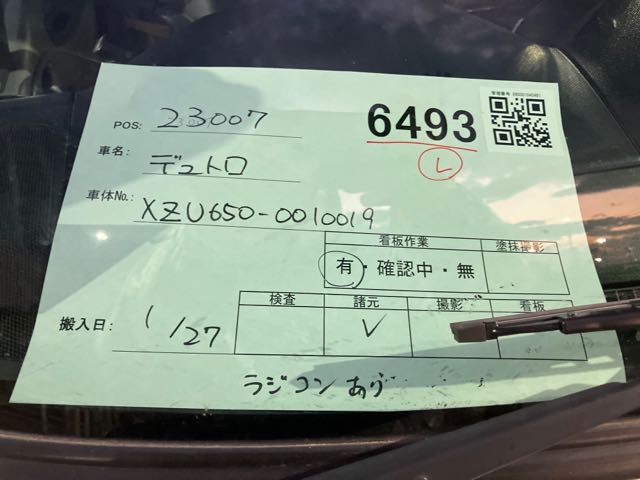 POS: 23007
6493
L
車名: デュトロ
車体No.: XZU650-0010019
看板作業 塗抹撮影
有・確認中・無
検査 諸元 撮影 看板
搬入日: 1/27 ✓
ラジコンあり